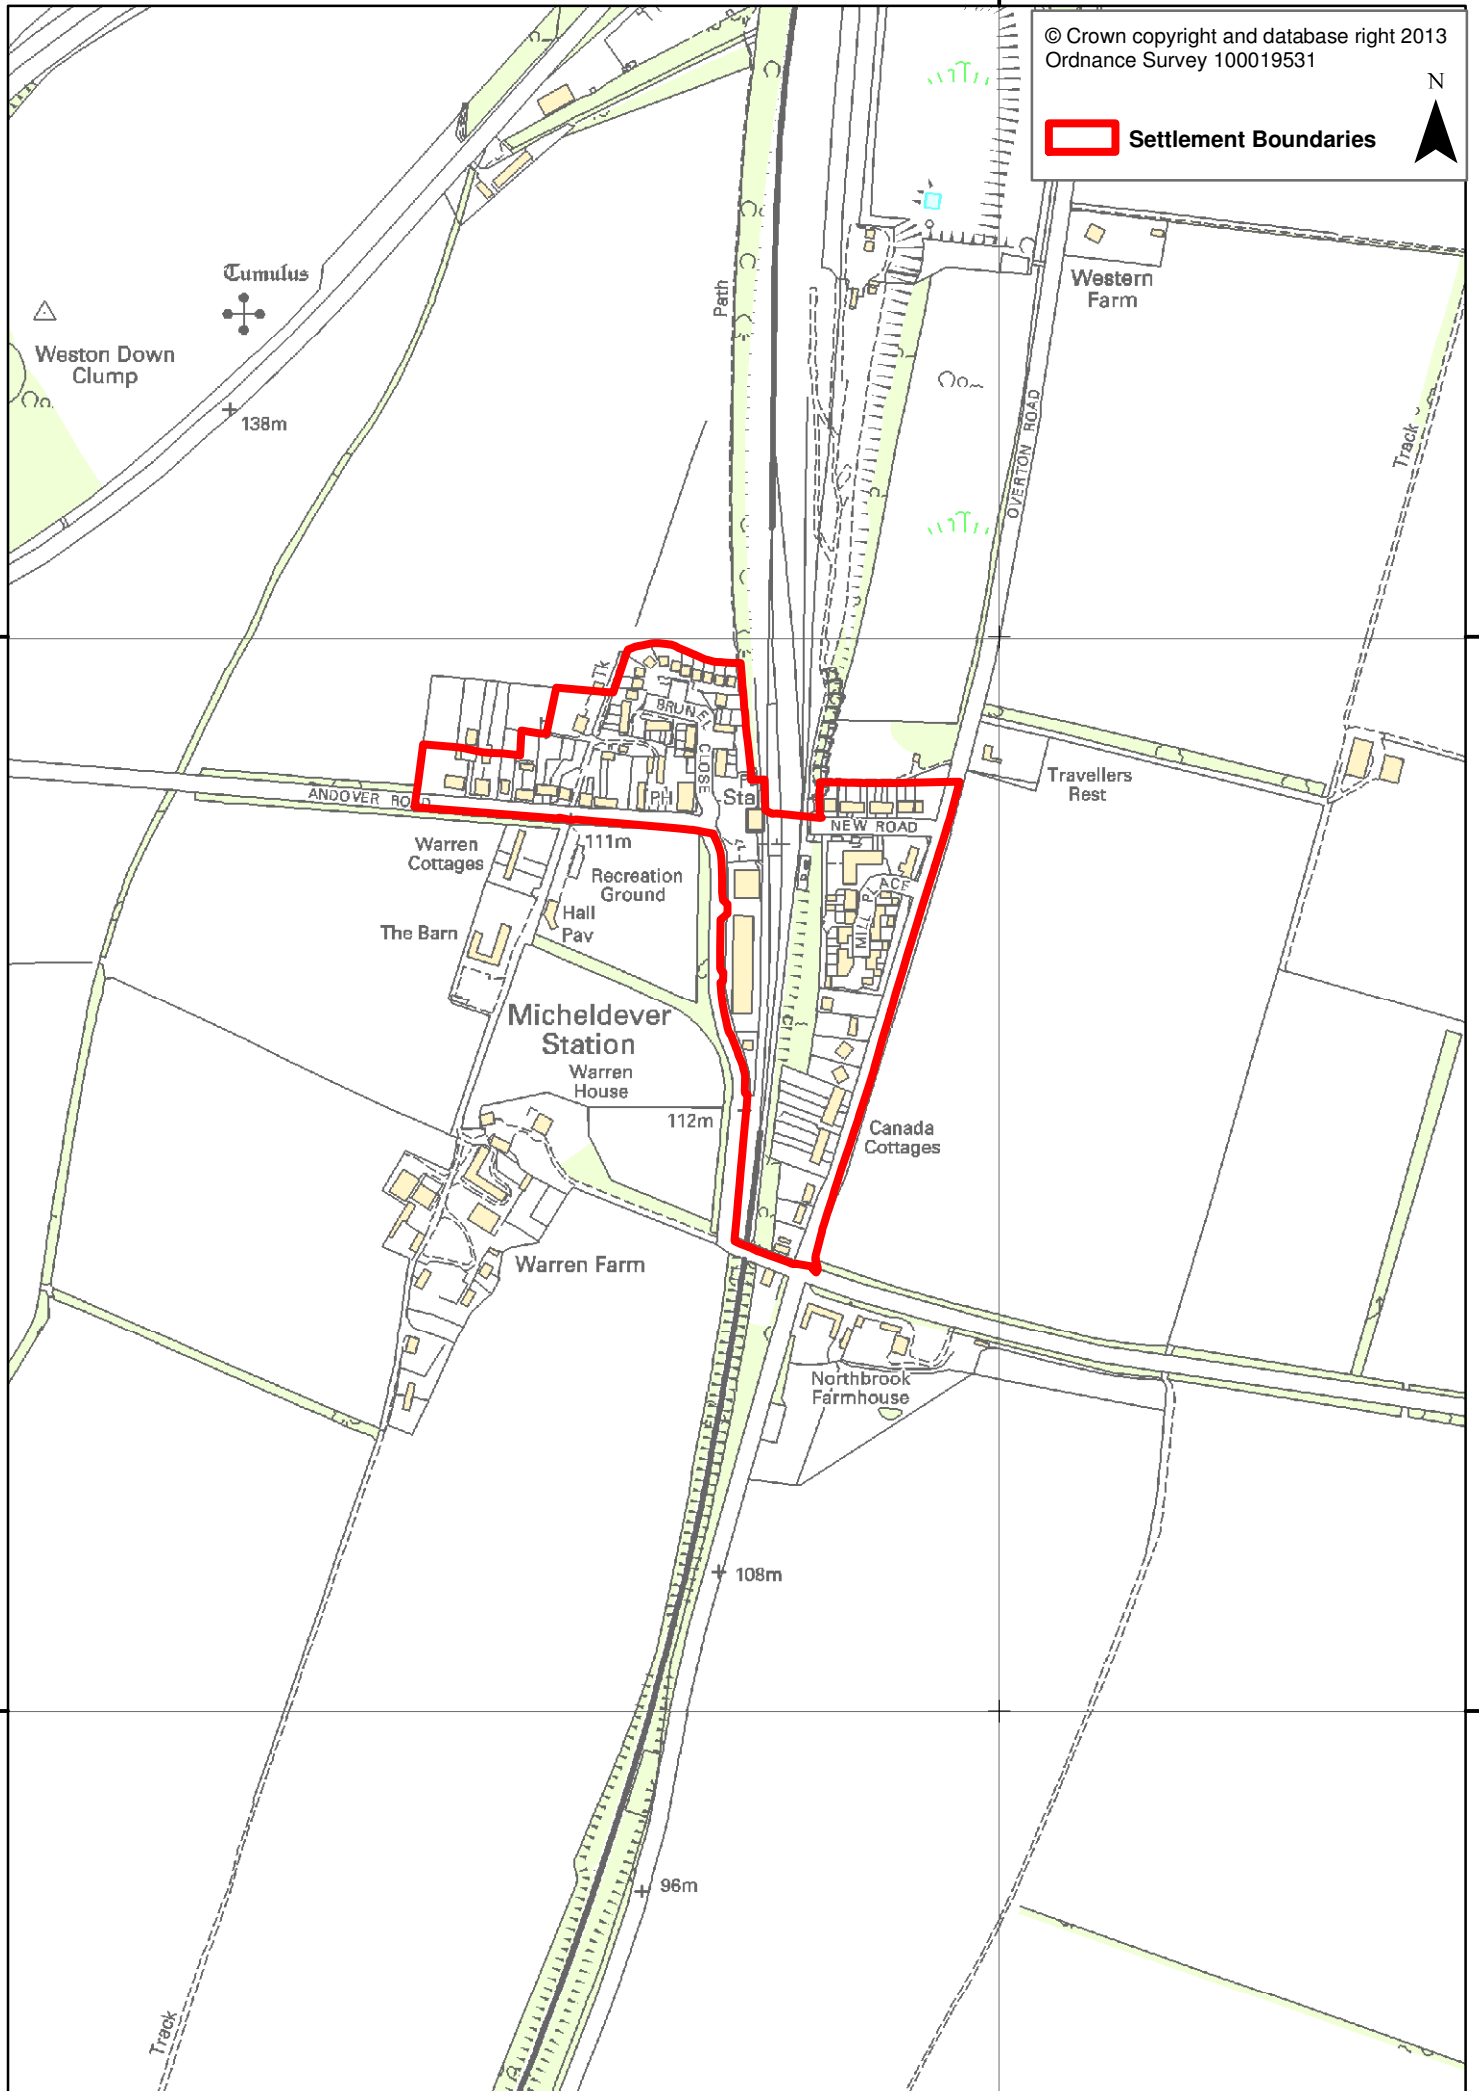 © Crown copyright and database right 2013
Ordnance Survey 100019531
N
Settlement Boundaries
Tumulus
Path
Western
Farm
Weston Down
Clump
138m
OVERTON ROAD
Track
Tk
BRUNEL CLOSE
Travellers
Rest
ANDOVER ROAD
PH
Sta
NEW ROAD
111m
Warren
Cottages
Recreation
Ground
MILL PLACE
Hall
Pav
The Barn
Micheldever
Station
Warren
House
112m
Canada
Cottages
Warren Farm
Northbrook
Farmhouse
108m
96m
Track